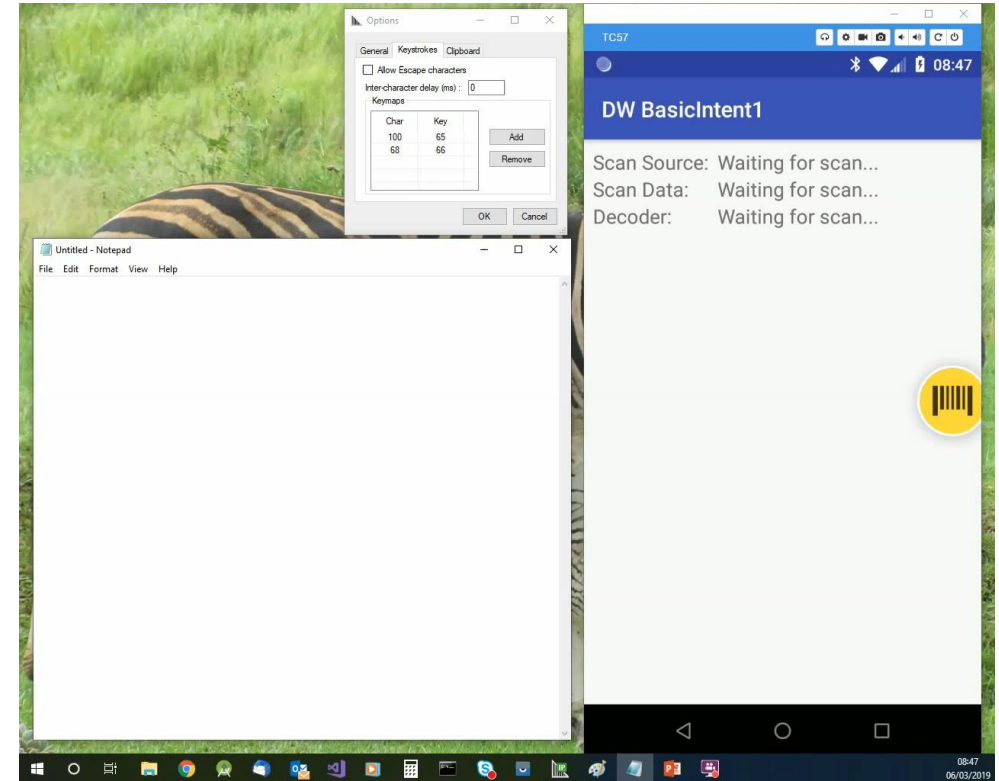 Options
General Keystrokes Clipboard
Allow Escape characters
Inter-character delay (ms) : 0
Keymaps
Char Key
100 65
68 66
Add
Remove
OK Cancel
Untitled - Notepad
File Edit Format View Help
TC57
08:47
DW BasicIntent1
Scan Source: Waiting for scan...
Scan Data: Waiting for scan...
Decoder: Waiting for scan...
08:47
06/03/2019